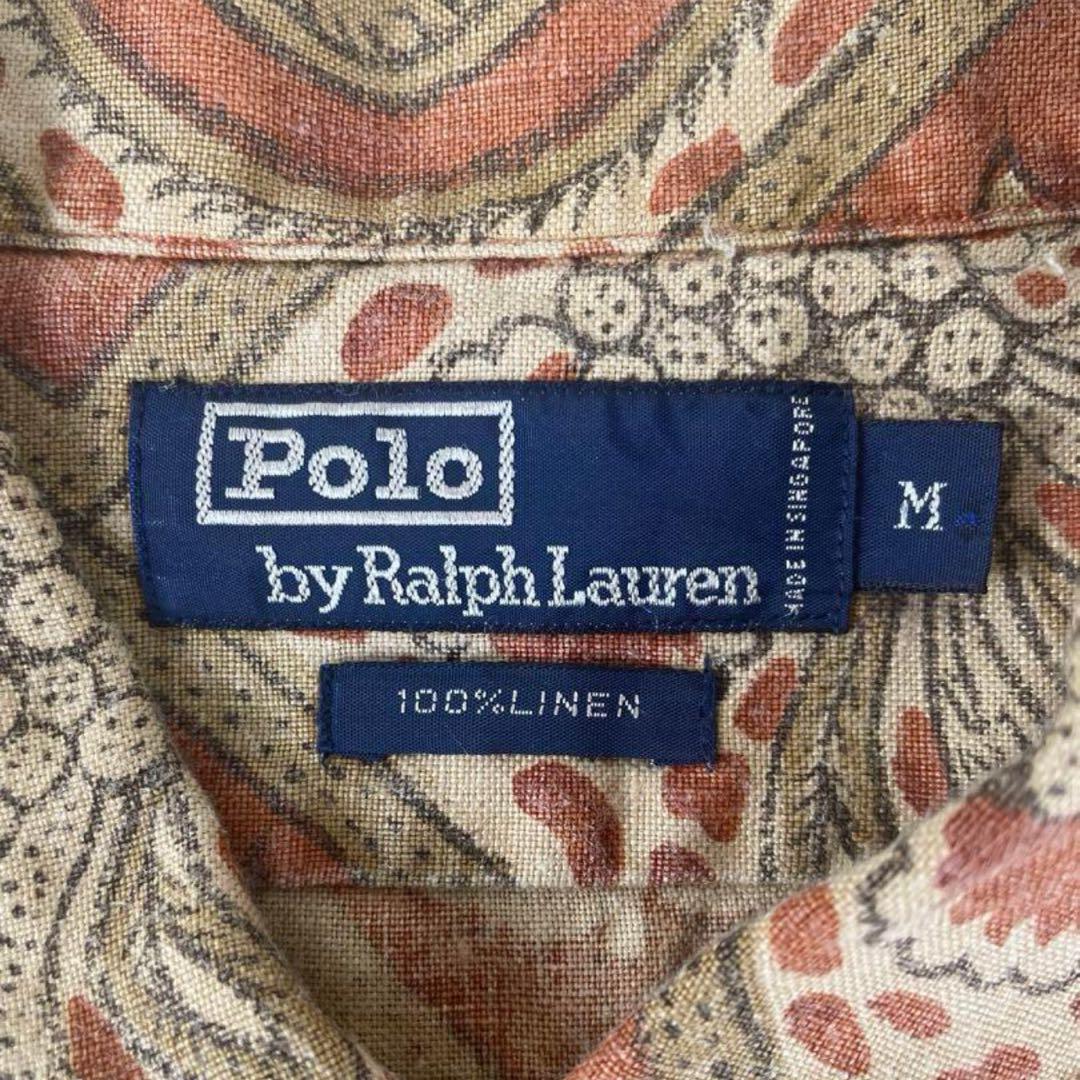 Polo
by Ralph Lauren
MADE IN SINGAPORE
M
100% LINEN